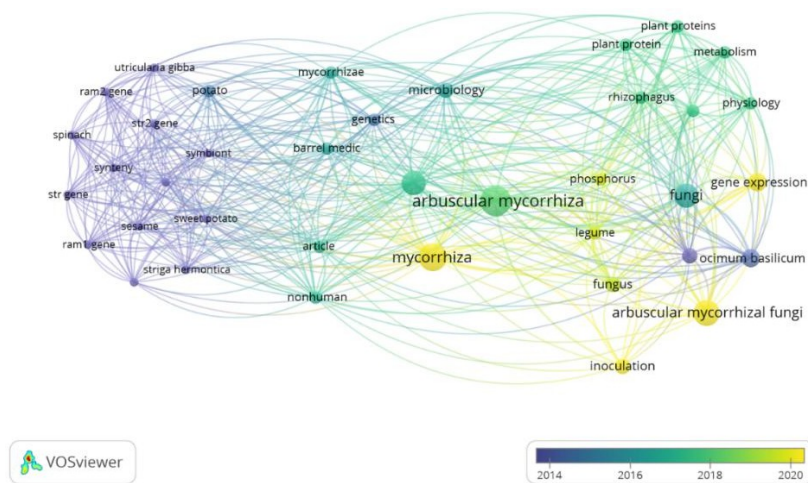 plant proteins
plant protein
metabolism
utricularia gibba
mycorrhizae
ram2 gene
potato
microbiology
rhizophagus
physiology
str2 gene
genetics
spinach
barrel medic
symbiont
synteny
phosphorus
gene expression
str gene
arbuscular mycorrhiza
fungi
sweet potato
sesame
legume
ram1 gene
article
mycorrhiza
ocimum basilicum
striga hermontica
fungus
nonhuman
arbuscular mycorrhizal fungi
inoculation
VOSviewer
2014 2016 2018 2020